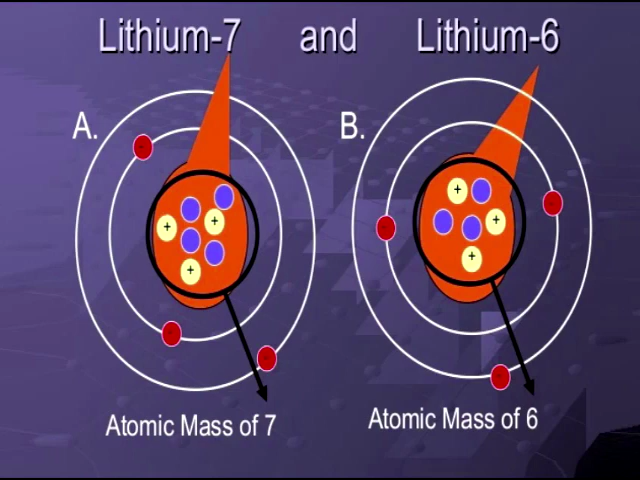 Lithium-7 and Lithium-6
A. B.
+ + +
+ + +
Atomic Mass of 7
Atomic Mass of 6